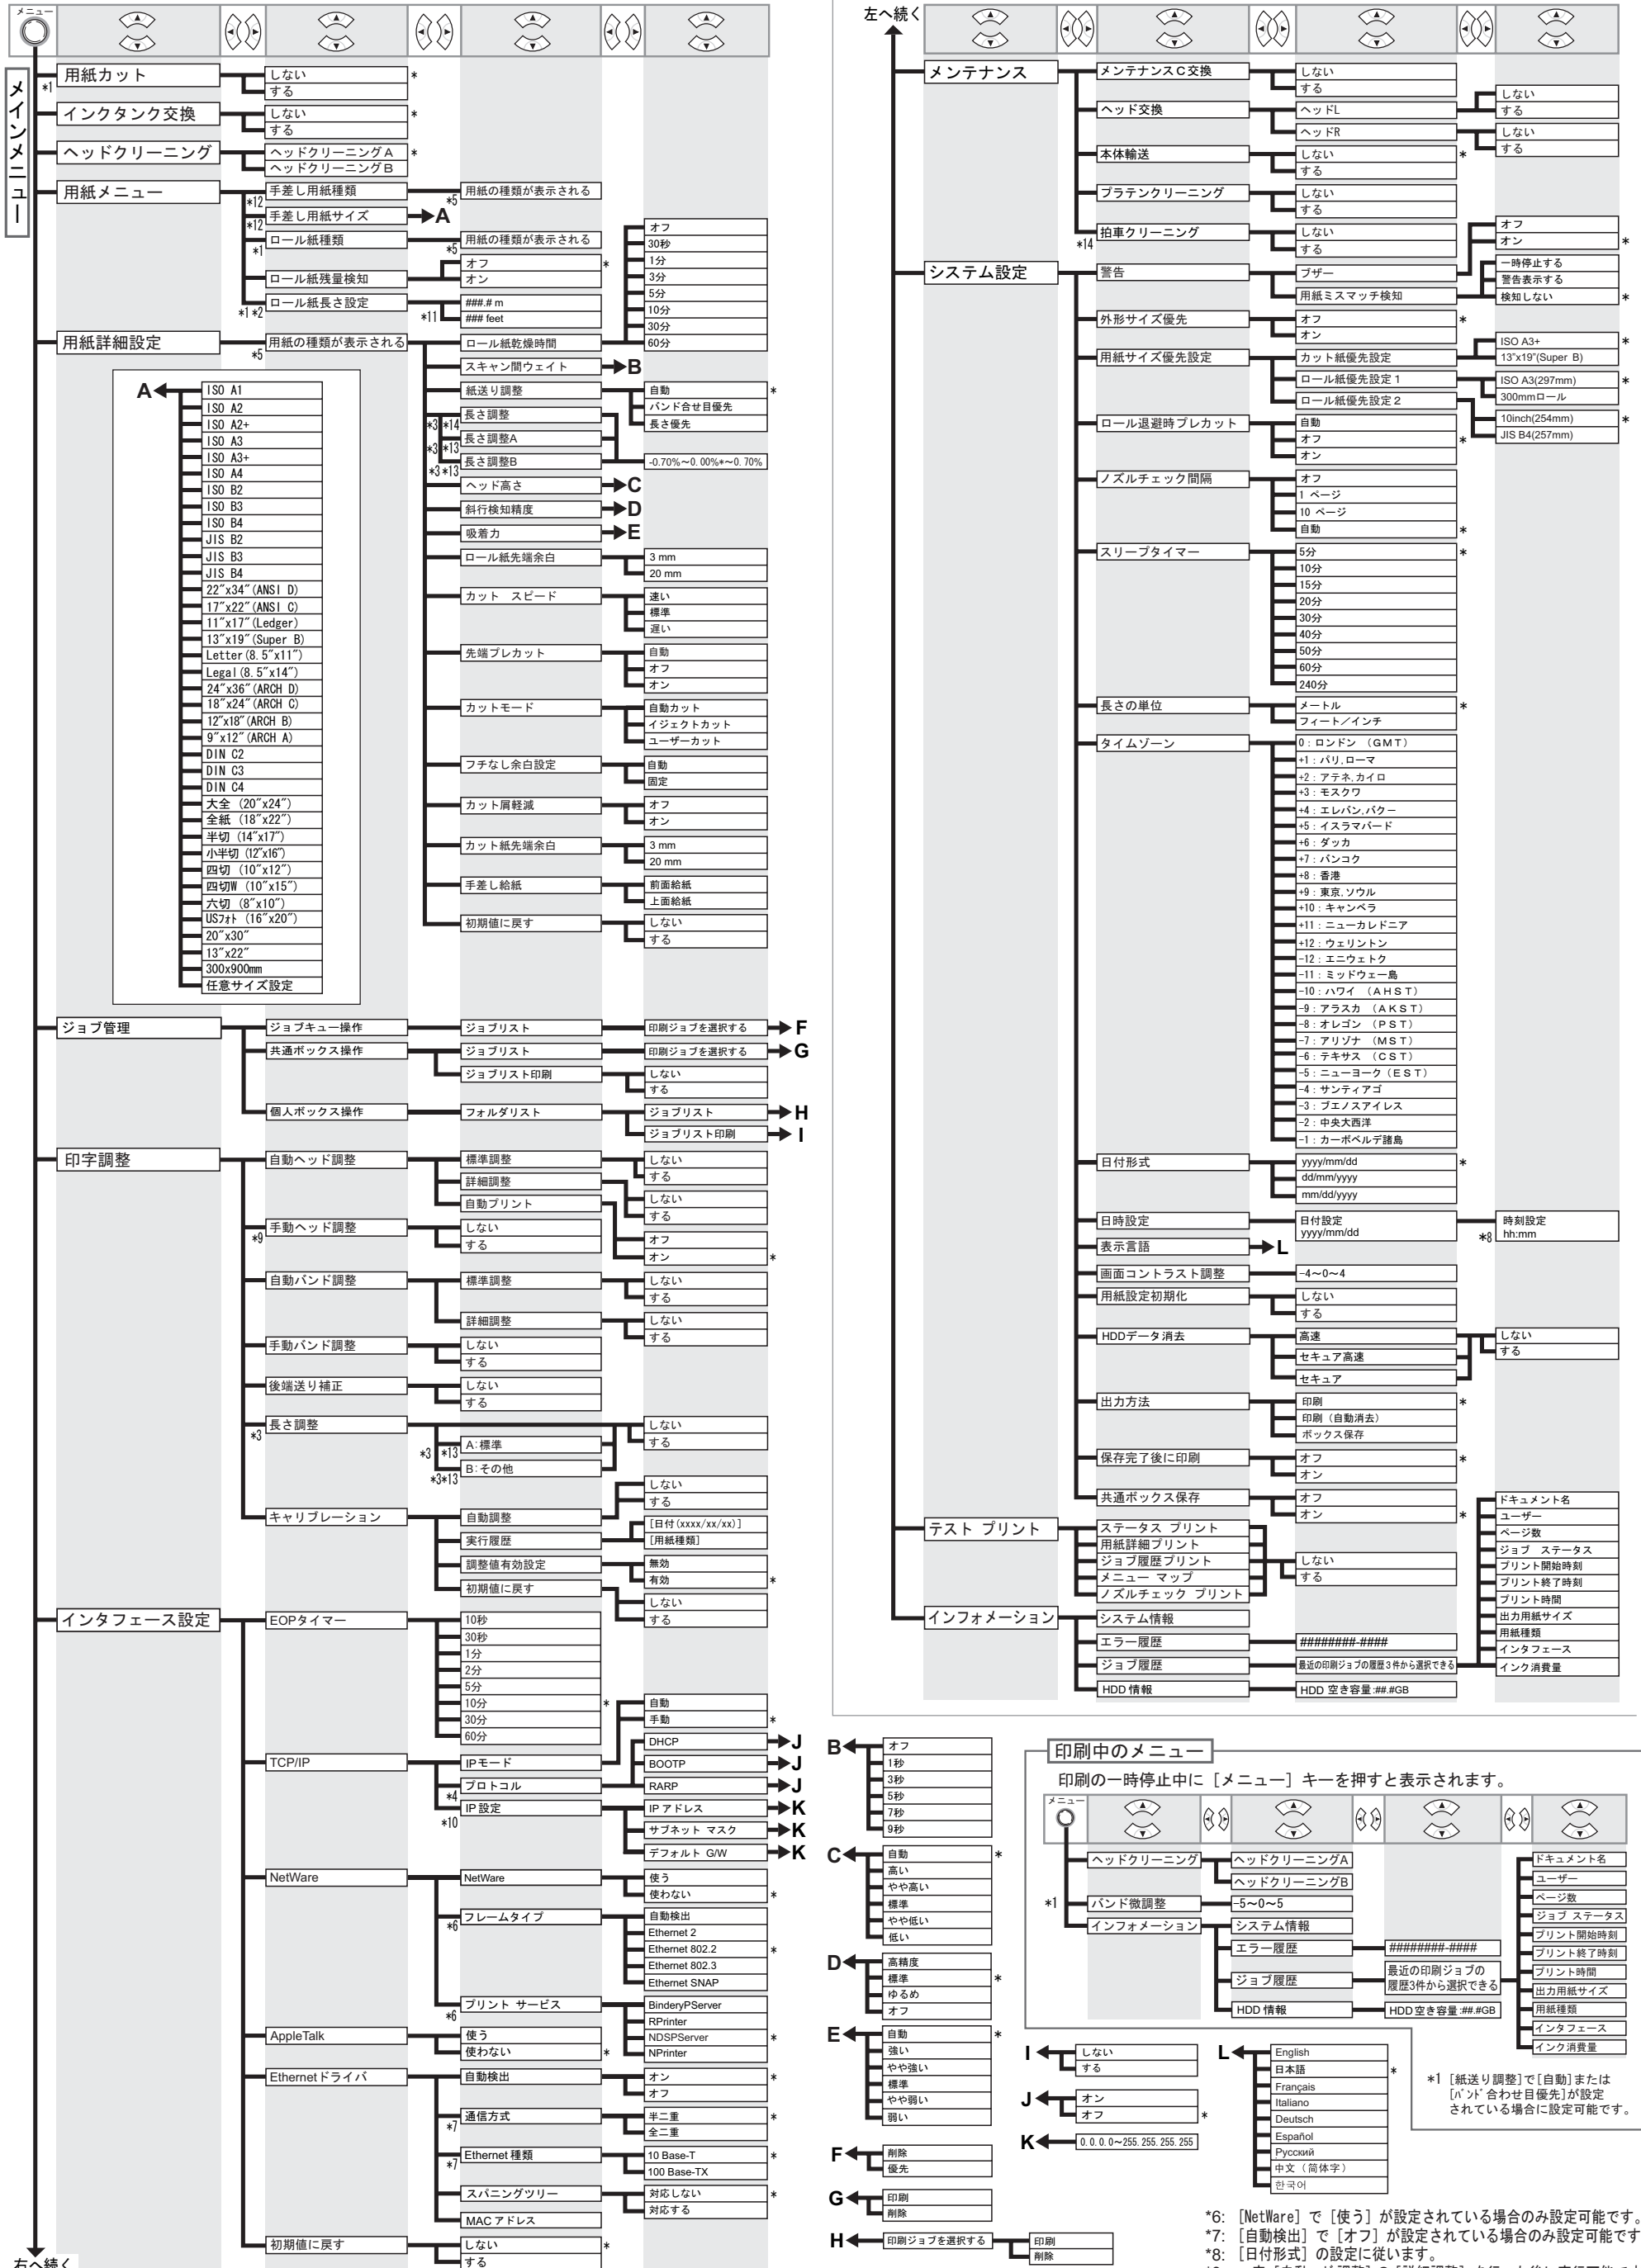 メニュー
メインメニュー
用紙カット
*1
しない
*
する
インクタンク交換
しない
*
する
ヘッドクリーニング
ヘッドクリーニングA
*
ヘッドクリーニングB
用紙メニュー
*12
手差し用紙種類
*5
用紙の種類が表示される
*12
手差し用紙サイズ
A
*1
ロール紙種類
*5
用紙の種類が表示される
ロール紙残量検知
オフ
*
オン
*1 *2
ロール紙長さ設定
*11
###.# m
### feet
用紙詳細設定
*5
用紙の種類が表示される
ロール紙乾燥時間
オフ
30秒
1分
3分
5分
10分
30分
60分
スキャン間ウェイト
B
紙送り調整
自動
*
バンド合せ目優先
長さ優先
*3 *14
長さ調整
*3 *13
長さ調整A
*3 *13
長さ調整B
-0.70%～0.00%*～0.70%
ヘッド高さ
C
斜行検知精度
D
吸着力
E
ロール紙先端余白
3 mm
20 mm
カット スピード
速い
標準
遅い
先端プレカット
自動
オフ
オン
カットモード
自動カット
イジェクトカット
ユーザーカット
フチなし余白設定
自動
固定
カット屑軽減
オフ
オン
カット紙先端余白
3 mm
20 mm
手差し給紙
前面給紙
上面給紙
初期値に戻す
しない
する
A
ISO A1
ISO A2
ISO A2+
ISO A3
ISO A3+
ISO A4
ISO B2
ISO B3
ISO B4
JIS B2
JIS B3
JIS B4
22"x34"(ANSI D)
17"x22"(ANSI C)
11"x17"(Ledger)
13"x19"(Super B)
Letter(8.5"x11")
Legal(8.5"x14")
24"x36"(ARCH D)
18"x24"(ARCH C)
12"x18"(ARCH B)
9"x12"(ARCH A)
DIN C2
DIN C3
DIN C4
大全 (20"x24")
全紙 (18"x22")
半切 (14"x17")
小半切 (12"x16")
四切 (10"x12")
四切W (10"x15")
六切 (8"x10")
USﾌｫﾄ (16"x20")
20"x30"
13"x22"
300x900mm
任意サイズ設定
ジョブ管理
ジョブキュー操作
ジョブリスト
印刷ジョブを選択する
F
共通ボックス操作
ジョブリスト
印刷ジョブを選択する
G
ジョブリスト印刷
しない
する
個人ボックス操作
フォルダリスト
ジョブリスト
H
ジョブリスト印刷
I
印字調整
自動ヘッド調整
標準調整
しない
する
詳細調整
しない
する
自動プリント
オフ
オン
*
*9
手動ヘッド調整
しない
する
自動バンド調整
標準調整
しない
する
詳細調整
しない
する
手動バンド調整
しない
する
後端送り補正
しない
する
*3
長さ調整
しない
する
*3 *13
A:標準
*3*13
B:その他
キャリブレーション
自動調整
しない
する
実行履歴
[日付(xxxx/xx/xx)]
[用紙種類]
調整値有効設定
無効
有効
*
初期値に戻す
しない
する
インタフェース設定
EOPタイマー
10秒
30秒
1分
2分
5分
10分
*
30分
60分
TCP/IP
IPモード
自動
手動
*
*4
プロトコル
DHCP
J
BOOTP
J
RARP
J
*10
IP設定
IPアドレス
K
サブネット マスク
K
デフォルト G/W
K
NetWare
NetWare
使う
使わない
*
*6
フレームタイプ
自動検出
Ethernet 2
Ethernet 802.2
*
Ethernet 802.3
Ethernet SNAP
*6
プリント サービス
BinderyPServer
RPrinter
NDSPServer
*
NPrinter
AppleTalk
使う
使わない
*
Ethernetドライバ
自動検出
オン
*
オフ
*7
通信方式
半二重
*
全二重
*7
Ethernet 種類
10 Base-T
*
100 Base-TX
スパニングツリー
対応しない
*
対応する
MACアドレス
初期値に戻す
しない
*
する
右へ続く
左へ続く
メンテナンス
メンテナンスC交換
しない
する
ヘッド交換
ヘッドL
しない
する
ヘッドR
しない
する
本体輸送
しない
*
する
プラテンクリーニング
しない
する
*14
拍車クリーニング
しない
する
システム設定
警告
ブザー
オフ
オン
*
用紙ミスマッチ検知
一時停止する
警告表示する
検知しない
*
外形サイズ優先
オフ
*
オン
用紙サイズ優先設定
カット紙優先設定
ISO A3+
*
13"x19"(Super B)
ロール紙優先設定1
ISO A3(297mm)
*
300mmロール
ロール紙優先設定2
10inch(254mm)
*
JIS B4(257mm)
ロール退避時プレカット
自動
オフ
*
オン
ノズルチェック間隔
オフ
1 ページ
10 ページ
自動
*
スリープタイマー
5分
*
10分
15分
20分
30分
40分
50分
60分
240分
長さの単位
メートル
*
フィート／インチ
タイムゾーン
0：ロンドン （GMT）
+1：パリ,ローマ
+2：アテネ,カイロ
+3：モスクワ
+4：エレバン,バクー
+5：イスラマバード
+6：ダッカ
+7：バンコク
+8：香港
+9：東京,ソウル
+10：キャンベラ
+11：ニューカレドニア
+12：ウェリントン
-12：エニウェトク
-11：ミッドウェー島
-10：ハワイ （AHST）
-9：アラスカ （AKST）
-8：オレゴン （PST）
-7：アリゾナ （MST）
-6：テキサス （CST）
-5：ニューヨーク（EST）
-4：サンティアゴ
-3：ブエノスアイレス
-2：中央大西洋
-1：カーボベルデ諸島
日付形式
yyyy/mm/dd
*
dd/mm/yyyy
mm/dd/yyyy
日時設定
日付設定
yyyy/mm/dd
*8
時刻設定
hh:mm
表示言語
L
画面コントラスト調整
-4～0～4
用紙設定初期化
しない
する
HDDデータ消去
高速
セキュア高速
セキュア
しない
する
出力方法
印刷
*
印刷（自動消去）
ボックス保存
保存完了後に印刷
オフ
*
オン
共通ボックス保存
オフ
オン
*
テスト プリント
ステータス プリント
用紙詳細プリント
ジョブ履歴プリント
メニュー マップ
ノズルチェック プリント
しない
する
インフォメーション
システム情報
エラー履歴
########-####
ジョブ履歴
最近の印刷ジョブの履歴3件から選択できる
ドキュメント名
ユーザー
ページ数
ジョブ ステータス
プリント開始時刻
プリント終了時刻
プリント時間
出力用紙サイズ
用紙種類
インタフェース
インク消費量
HDD 情報
HDD 空き容量:##.#GB
B
オフ
1秒
3秒
5秒
7秒
9秒
C
自動
*
高い
やや高い
標準
やや低い
低い
D
高精度
標準
*
ゆるめ
オフ
E
自動
*
強い
やや強い
標準
やや弱い
弱い
F
削除
優先
G
印刷
削除
H
印刷ジョブを選択する
印刷
削除
印刷中のメニュー
印刷の一時停止中に［メニュー］キーを押すと表示されます。
メニュー
ヘッドクリーニング
ヘッドクリーニングA
ヘッドクリーニングB
*1
バンド微調整
-5～0～5
インフォメーション
システム情報
エラー履歴
########-####
ジョブ履歴
最近の印刷ジョブの
履歴3件から選択できる
HDD 情報
HDD空き容量:##.#GB
ドキュメント名
ユーザー
ページ数
ジョブ ステータス
プリント開始時刻
プリント終了時刻
プリント時間
出力用紙サイズ
用紙種類
インタフェース
インク消費量
*1 [紙送り調整]で[自動]または
[ﾊﾞﾝﾄﾞ合わせ目優先]が設定
されている場合に設定可能です。
I
しない
する
J
オン
オフ
*
K
0.0.0.0～255.255.255.255
L
English
日本語
*
Français
Italiano
Deutsch
Español
Русский
中文（简体字）
한국어
*6: ［NetWare］で［使う］が設定されている場合のみ設定可能です。
*7: ［自動検出］で［オフ］が設定されている場合のみ設定可能です
*8: ［日付形式］の設定に従います。